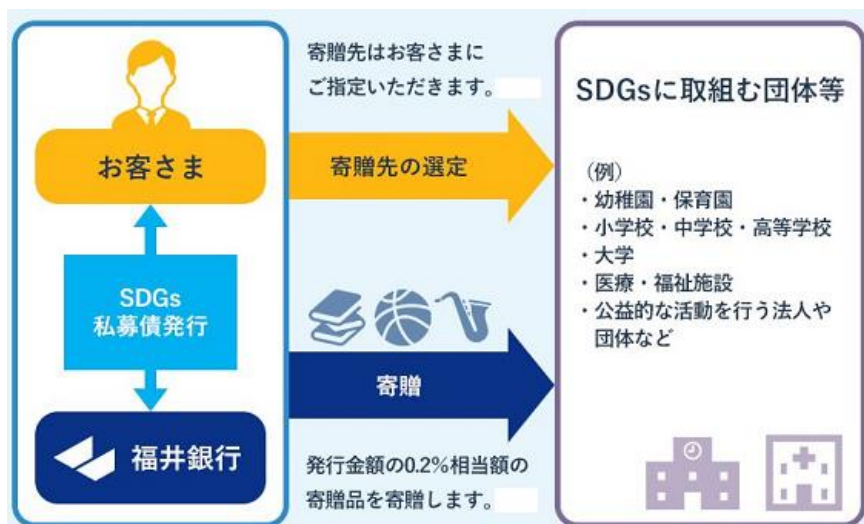 お客さま
SDGs
私募債発行
福井銀行
寄贈先はお客さまに
ご指定いただきます。
寄贈先の選定
寄贈
発行金額の0.2%相当額の
寄贈品を寄贈します。
SDGsに取組む団体等
（例）
・幼稚園・保育園
・小学校・中学校・高等学校
・大学
・医療・福祉施設
・公益的な活動を行う法人や
団体など